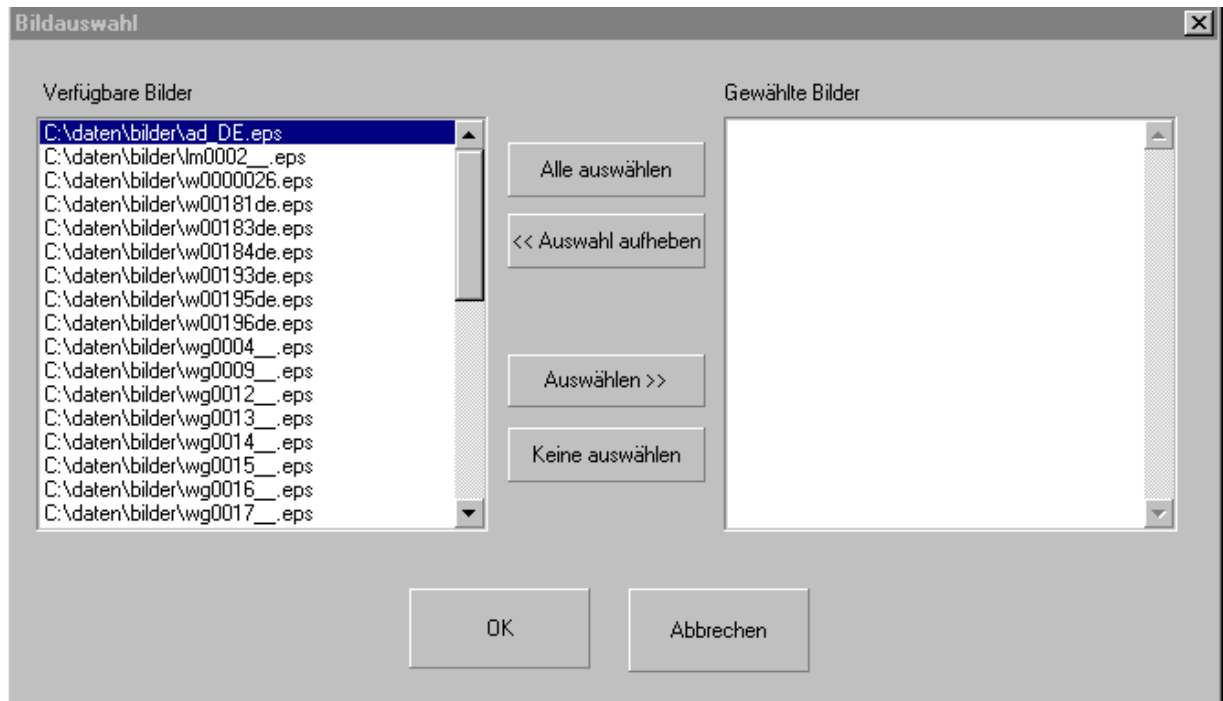 Bildauswahl
Verfügbare Bilder
Gewählte Bilder
C:\daten\bilder\ad_DE.eps
C:\daten\bilder\lm0002__.eps
C:\daten\bilder\w0000026.eps
C:\daten\bilder\w00181de.eps
C:\daten\bilder\w00183de.eps
C:\daten\bilder\w00184de.eps
C:\daten\bilder\w00193de.eps
C:\daten\bilder\w00195de.eps
C:\daten\bilder\w00196de.eps
C:\daten\bilder\wg0004__.eps
C:\daten\bilder\wg0009__.eps
C:\daten\bilder\wg0012__.eps
C:\daten\bilder\wg0013__.eps
C:\daten\bilder\wg0014__.eps
C:\daten\bilder\wg0015__.eps
C:\daten\bilder\wg0016__.eps
C:\daten\bilder\wg0017__.eps
Alle auswählen
<< Auswahl aufheben
Auswählen >>
Keine auswählen
OK
Abbrechen